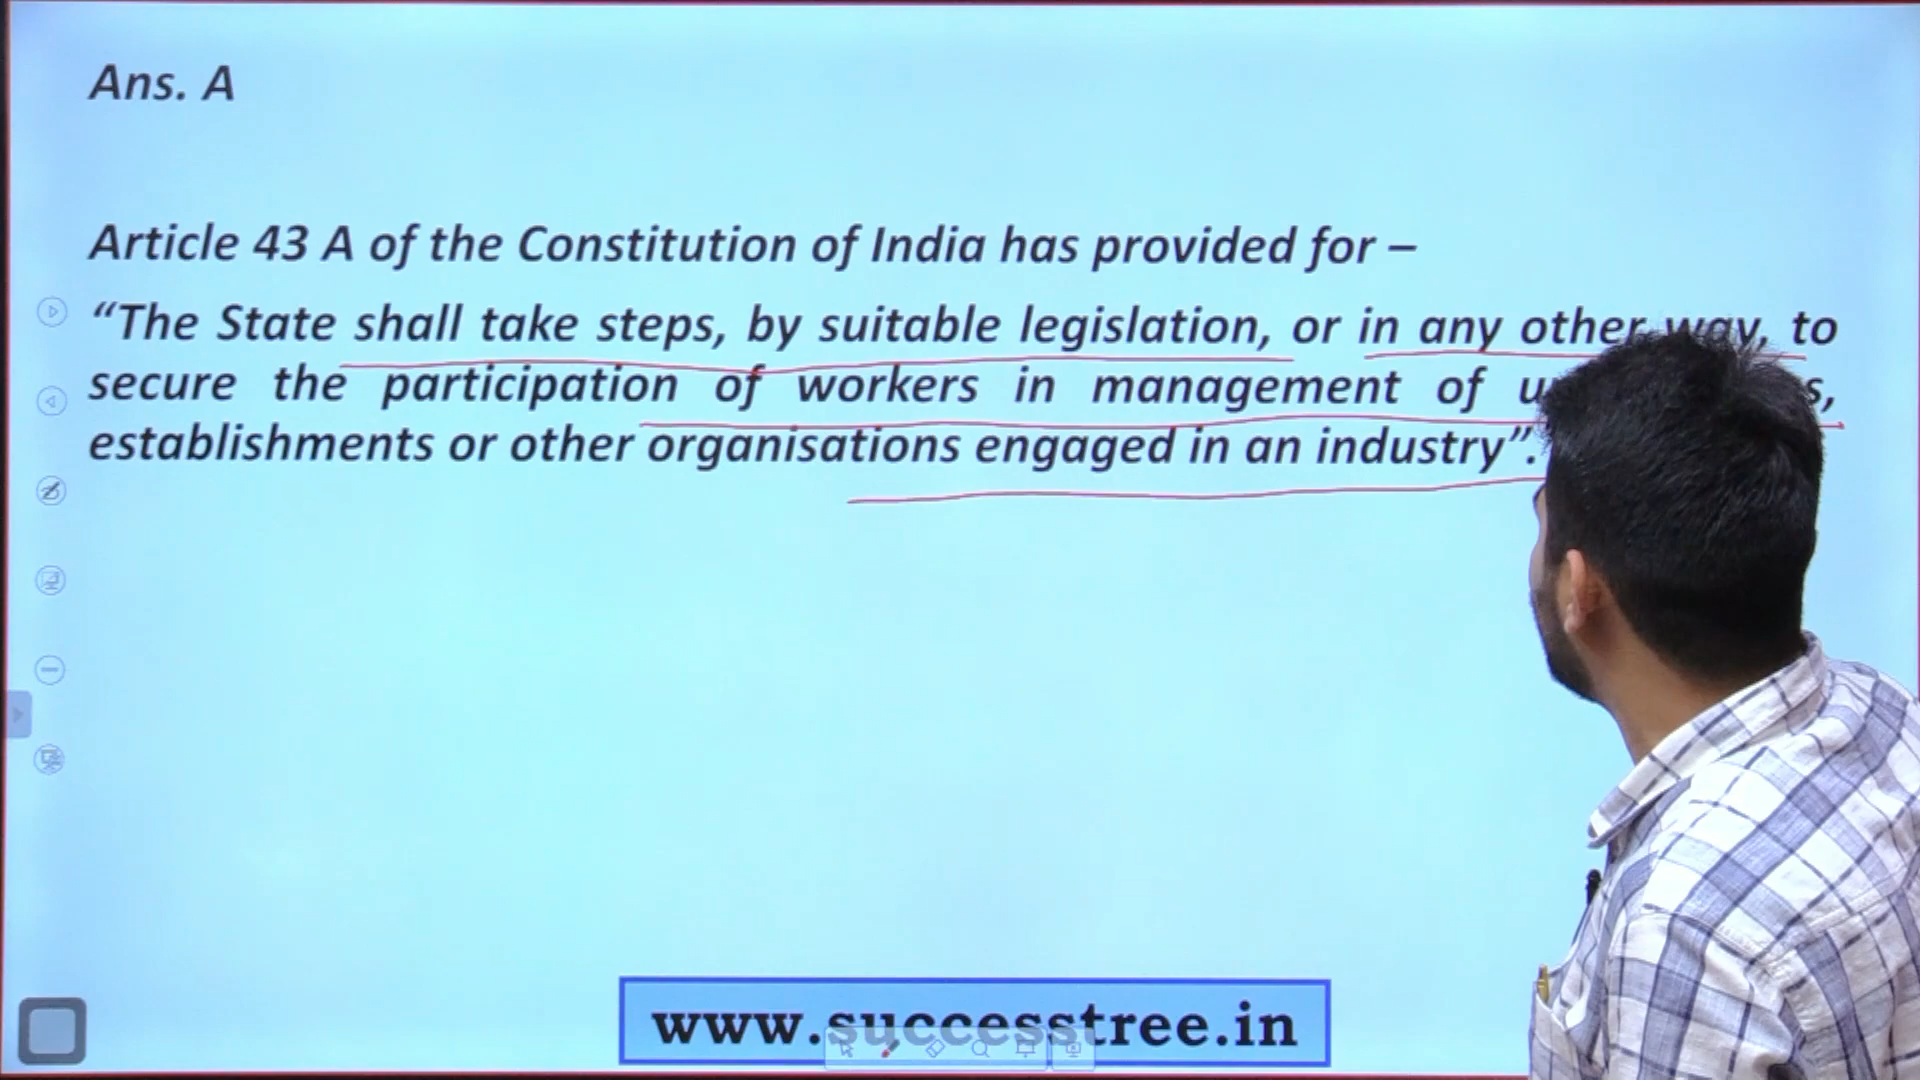 Ans. A
Article 43 A of the Constitution of India has provided for –
“The State shall take steps, by suitable legislation, or in any other way, to
secure the participation of workers in management of
establishments or other organisations engaged in an industry”.
www.successtree.in